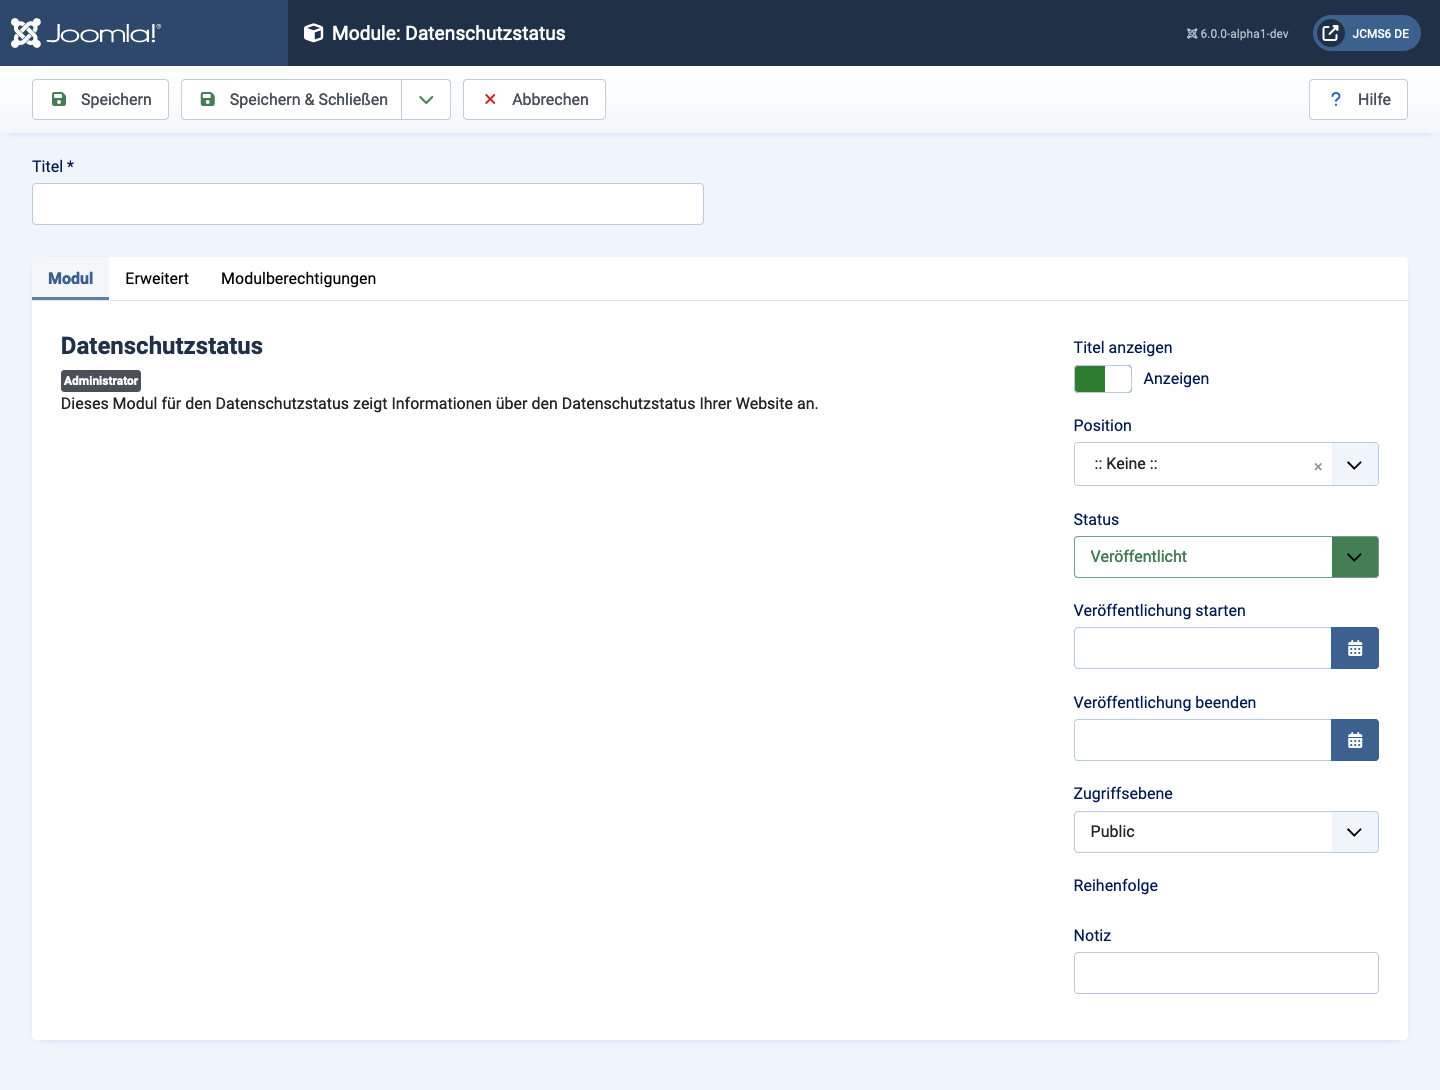 Joomla!®
Module: Datenschutzstatus
6.0.0-alpha1-dev
JCMS6 DE
Speichern
Speichern & Schließen
Abbrechen
? Hilfe
Titel *
Modul
Erweitert
Modulberechtigungen
Datenschutzstatus
Administrator
Dieses Modul für den Datenschutzstatus zeigt Informationen über den Datenschutzstatus Ihrer Website an.
Titel anzeigen
Anzeigen
Position
:: Keine ::
Status
Veröffentlicht
Veröffentlichung starten
Veröffentlichung beenden
Zugriffsebene
Public
Reihenfolge
Notiz